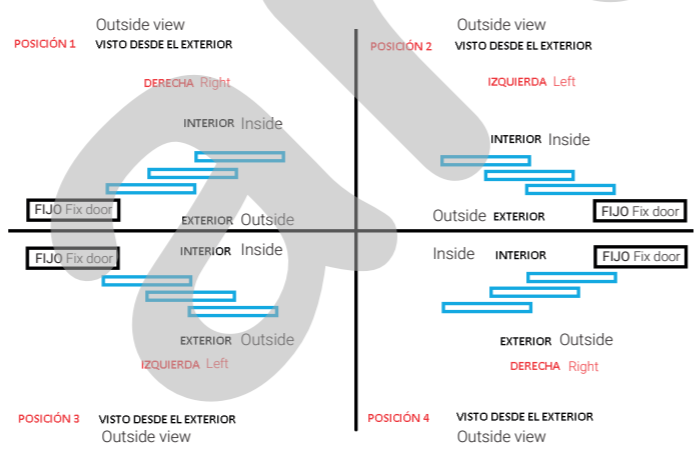 Outside view
POSICIÓN 1 VISTO DESDE EL EXTERIOR
DERECHA Right
INTERIOR Inside
FIJO Fix door
EXTERIOR Outside
Outside view
POSICIÓN 2 VISTO DESDE EL EXTERIOR
IZQUIERDA Left
INTERIOR Inside
FIJO Fix door
Outside EXTERIOR
FIJO Fix door
INTERIOR Inside
EXTERIOR Outside
IZQUIERDA Left
POSICIÓN 3 VISTO DESDE EL EXTERIOR
Outside view
Inside INTERIOR
FIJO Fix door
EXTERIOR Outside
DERECHA Right
POSICIÓN 4 VISTO DESDE EL EXTERIOR
Outside view